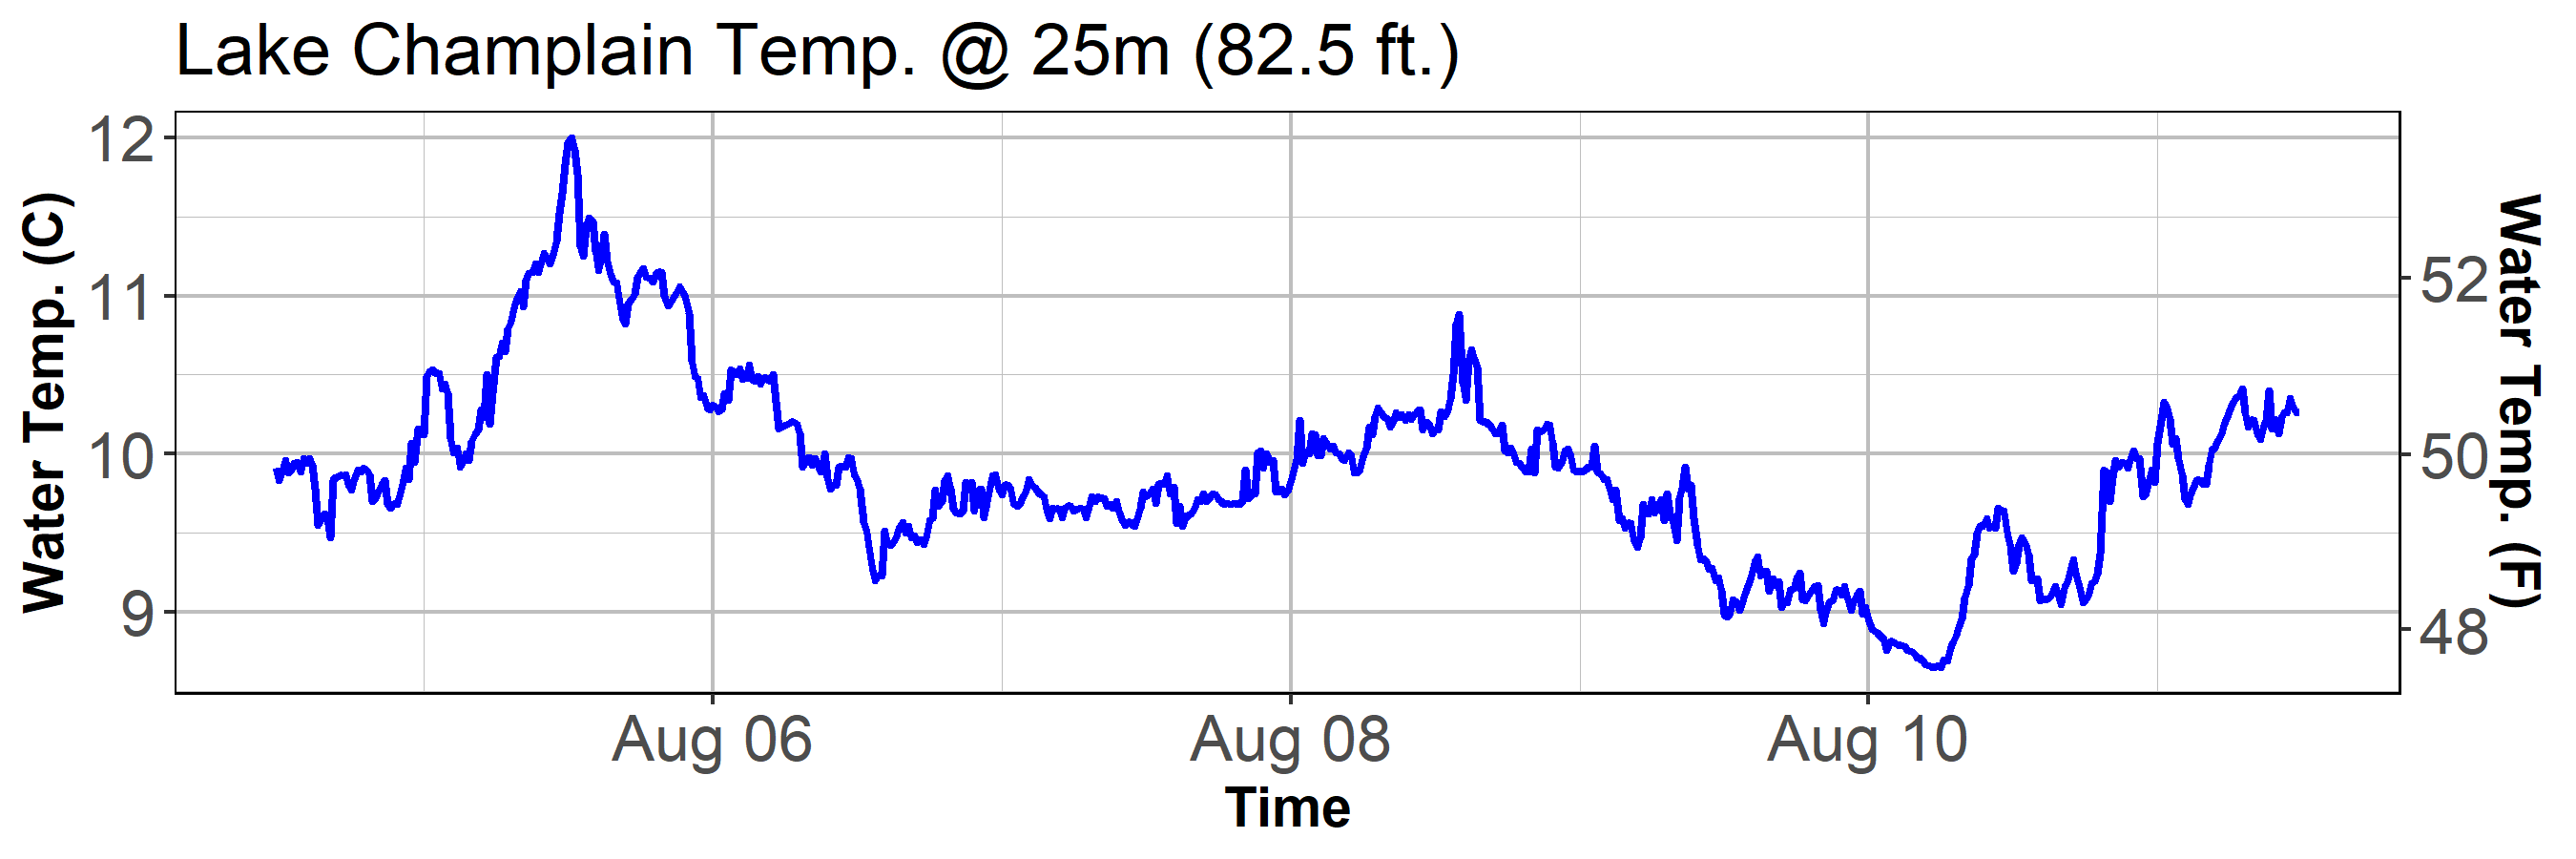 Lake Champlain Temp. @ 25m (82.5 ft.)
Water Temp. (C)
12
11
10
9
52
50
48
Water Temp. (F)
Aug 06 Aug 08 Aug 10
Time